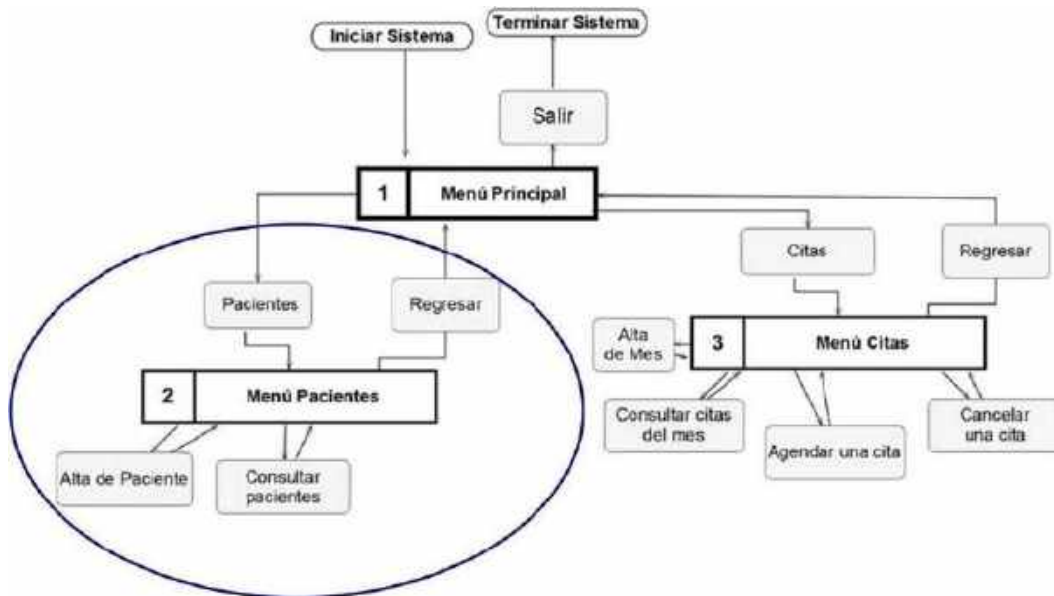 Terminar Sistema
Iniciar Sistema
Salir
1
Menú Principal
Citas
Regresar
Pacientes
Regresar
Alta
de Mes
3
Menú Citas
2
Menú Pacientes
Consultar citas
del mes
Agendar una cita
Cancelar
una cita
Alta de Paciente
Consultar
pacientes